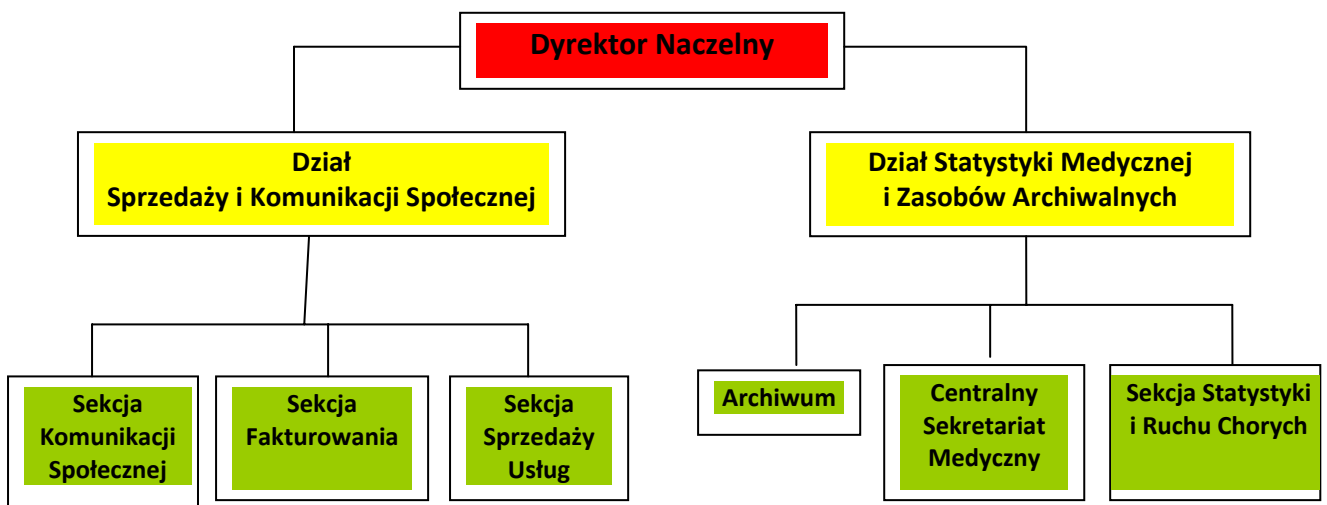 Dyrektor Naczelny
Dział
Sprzedaży i Komunikacji Społecznej
Dział Statystyki Medycznej
i Zasobów Archiwalnych
Sekcja
Komunikacji
Społecznej
Sekcja
Fakturowania
Sekcja
Sprzedaży
Usług
Archiwum
Centralny
Sekretariat
Medyczny
Sekcja Statystyki
i Ruchu Chorych